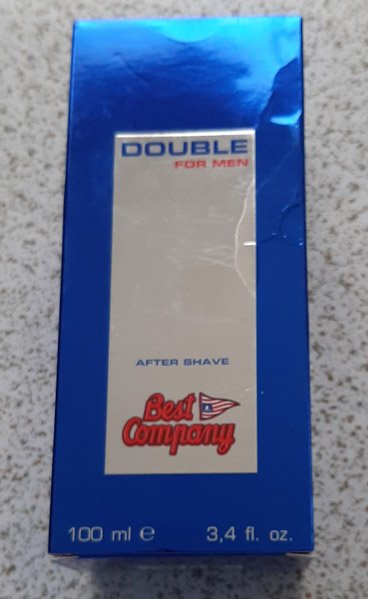 DOUBLE
FOR MEN
AFTER SHAVE
Best
Company
100 ml ℮ 3,4 fl. oz.